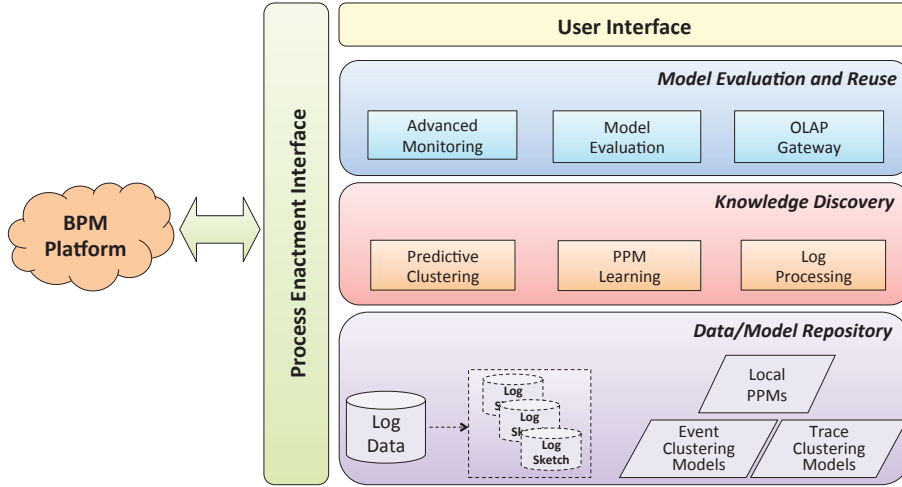 User Interface
Process Enactment Interface
BPM
Platform
Model Evaluation and Reuse
Advanced
Monitoring
Model
Evaluation
OLAP
Gateway
Knowledge Discovery
Predictive
Clustering
PPM
Learning
Log
Processing
Data/Model Repository
Log
Data
Log
Log
Log
Sketch
Local
PPMs
Event
Clustering
Models
Trace
Clustering
Models